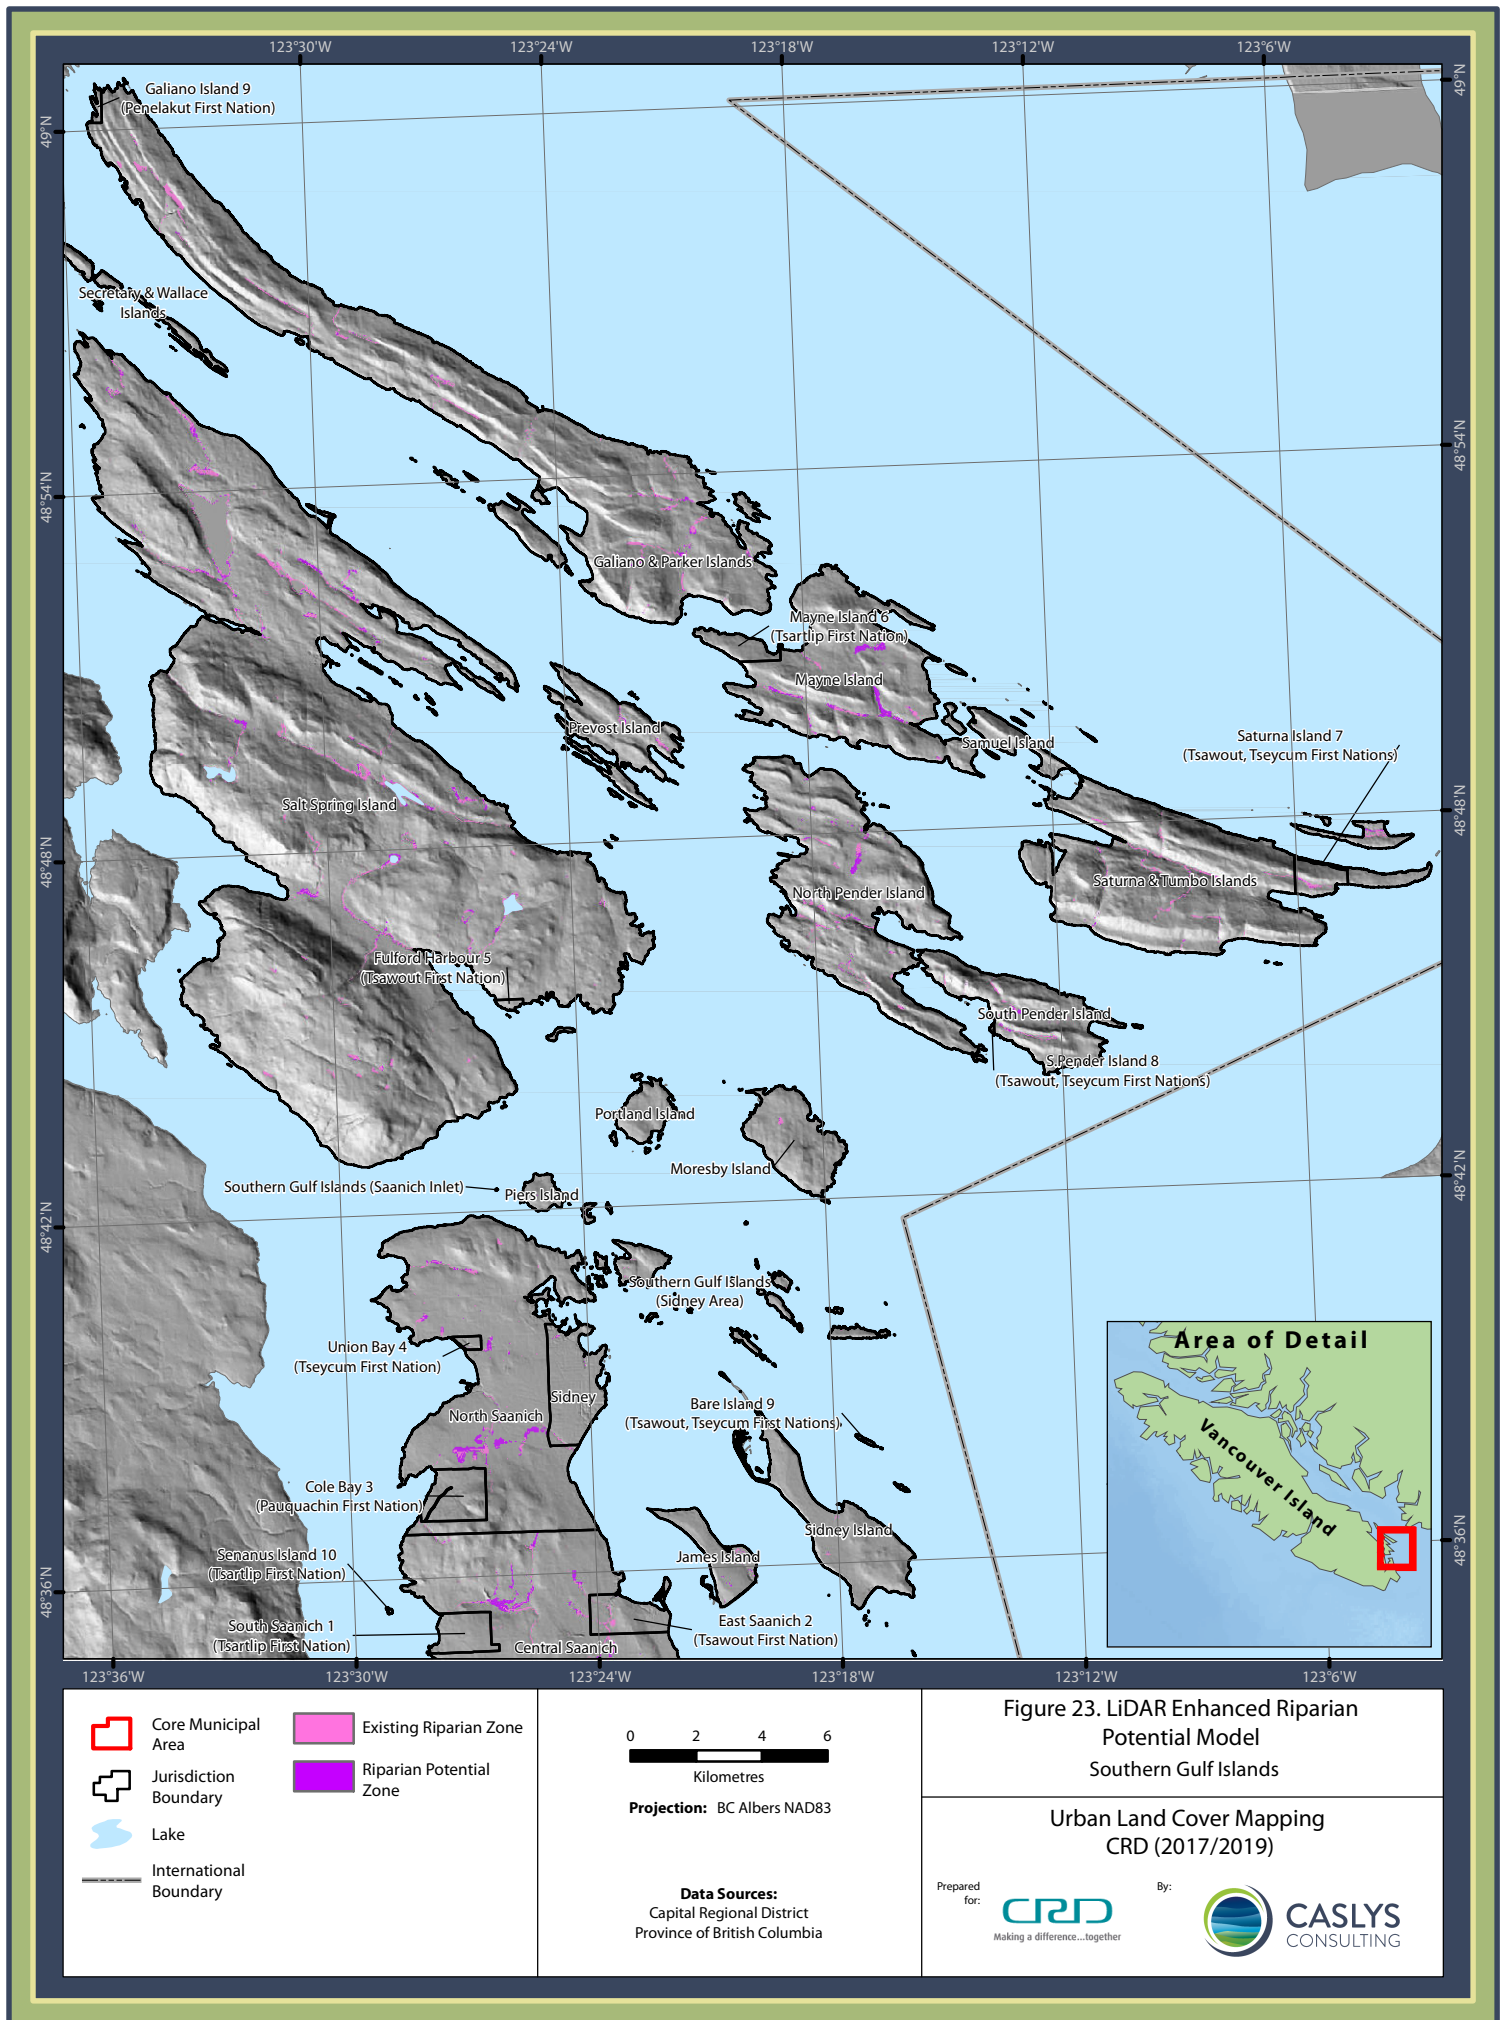 123°30'W
123°24'W
123°18'W
123°12'W
123°6'W
49°N
49°N
Galiano Island 9
(Penelakut First Nation)
Secretary & Wallace
Islands
48°54'N
48°54'N
Galiano & Parker Islands
Mayne Island 6
(Tsartlip First Nation)
Mayne Island
Prevost Island
Samuel Island
Saturna Island 7
(Tsawout, Tseycum First Nations)
Salt Spring Island
48°48'N
48°48'N
North Pender Island
Saturna & Tumbo Islands
Fulford Harbour 5
(Tsawout First Nation)
South Pender Island
S.Pender Island 8
(Tsawout, Tseycum First Nations)
Portland Island
Moresby Island
Southern Gulf Islands (Saanich Inlet)
Piers Island
48°42'N
48°42'N
Southern Gulf Islands
(Sidney Area)
Union Bay 4
(Tseycum First Nation)
Sidney
North Saanich
Bare Island 9
(Tsawout, Tseycum First Nations)
Cole Bay 3
(Pauquachin First Nation)
Sidney Island
James Island
Senanus Island 10
(Tsartlip First Nation)
48°36'N
48°36'N
South Saanich 1
(Tsartlip First Nation)
East Saanich 2
(Tsawout First Nation)
Central Saanich
Area of Detail
Vancouver Island
123°36'W
123°30'W
123°24'W
123°18'W
123°12'W
123°6'W
Core Municipal
Area
Jurisdiction
Boundary
Lake
International
Boundary
Existing Riparian Zone
Riparian Potential
Zone
0 2 4 6
Kilometres
Projection: BC Albers NAD83
Data Sources:
Capital Regional District
Province of British Columbia
Figure 23. LiDAR Enhanced Riparian
Potential Model
Southern Gulf Islands
Urban Land Cover Mapping
CRD (2017/2019)
Prepared
for:
CRD
Making a difference...together
By:
CASLYS
CONSULTING